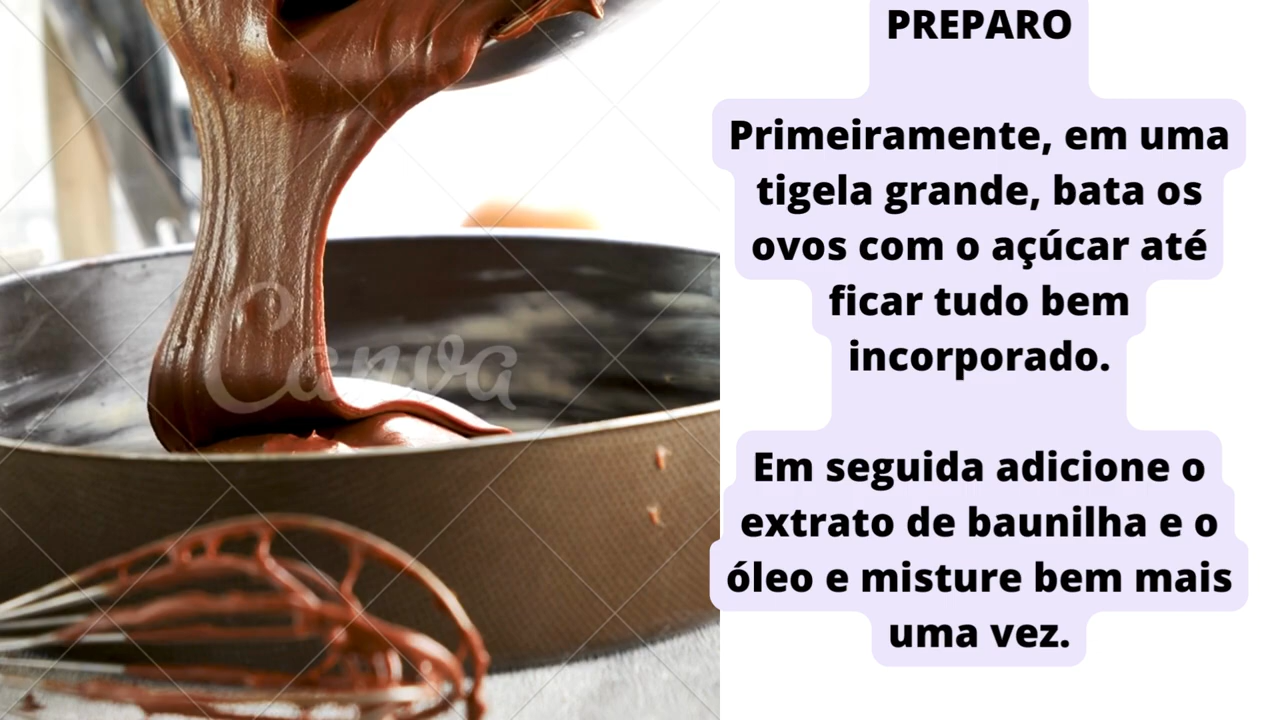 PREPARO
Primeiramente, em uma
tigela grande, bata os
ovos com o açúcar até
ficar tudo bem
incorporado.
Em seguida adicione o
extrato de baunilha e o
óleo e misture bem mais
uma vez.
Canva